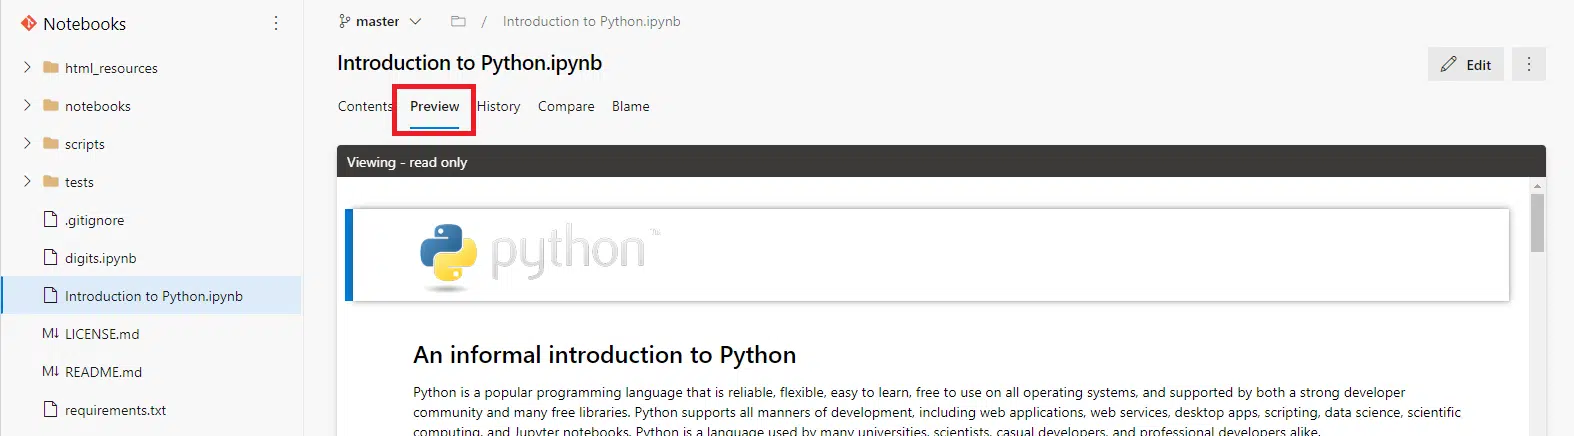 Notebooks
html_resources
notebooks
scripts
tests
.gitignore
digits.ipynb
Introduction to Python.ipynb
M↓ LICENSE.md
M↓ README.md
requirements.txt
master / Introduction to Python.ipynb
Introduction to Python.ipynb
Edit
Contents Preview History Compare Blame
Viewing - read only
python™
An informal introduction to Python
Python is a popular programming language that is reliable, flexible, easy to learn, free to use on all operating systems, and supported by both a strong developer
community and many free libraries. Python supports all manners of development, including web applications, web services, desktop apps, scripting, data science, scientific
computing, and Jupyter notebooks. Python is a language used by many universities, scientists, casual developers, and professional developers alike.